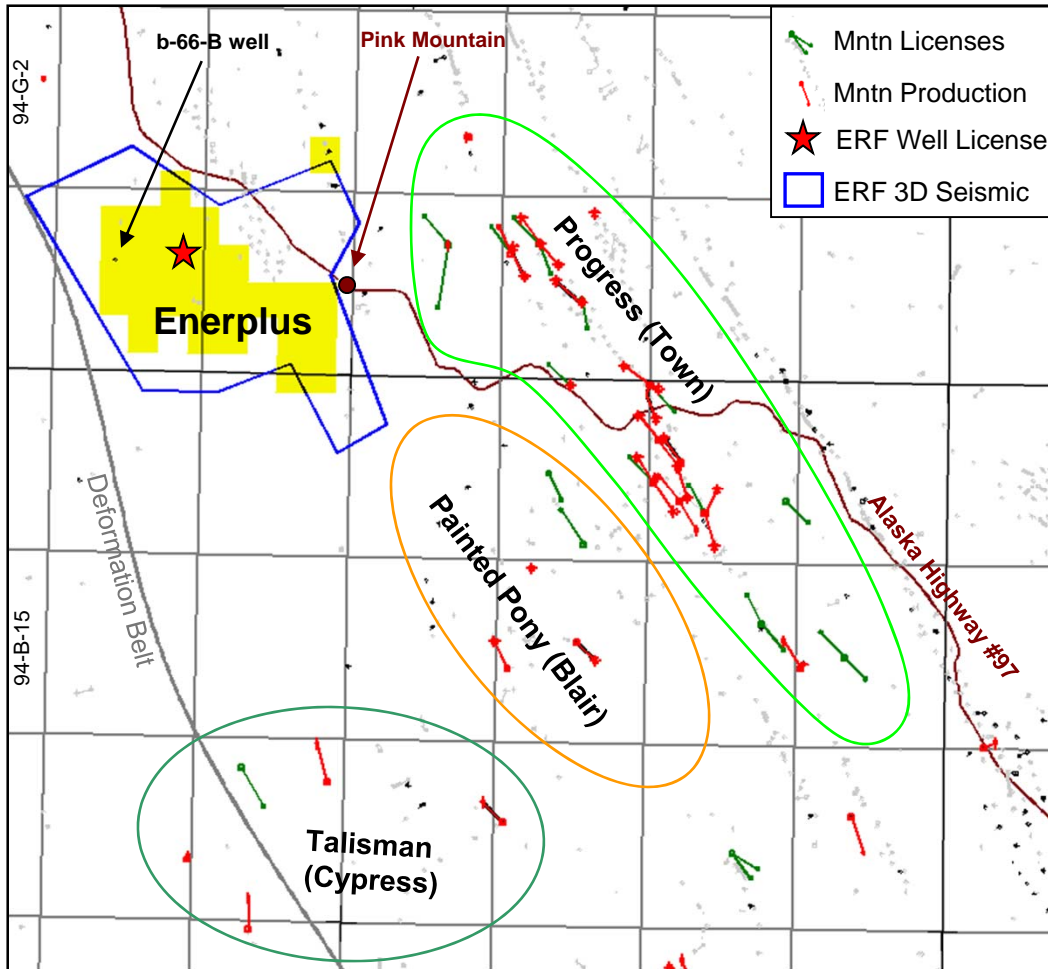 b-66-B well
Pink Mountain
Mntn Licenses
Mntn Production
ERF Well License
ERF 3D Seismic
94-G-2
Enerplus
Progress (Town)
Painted Pony (Blair)
Alaska Highway #97
Deformation Belt
94-B-15
Talisman
(Cypress)